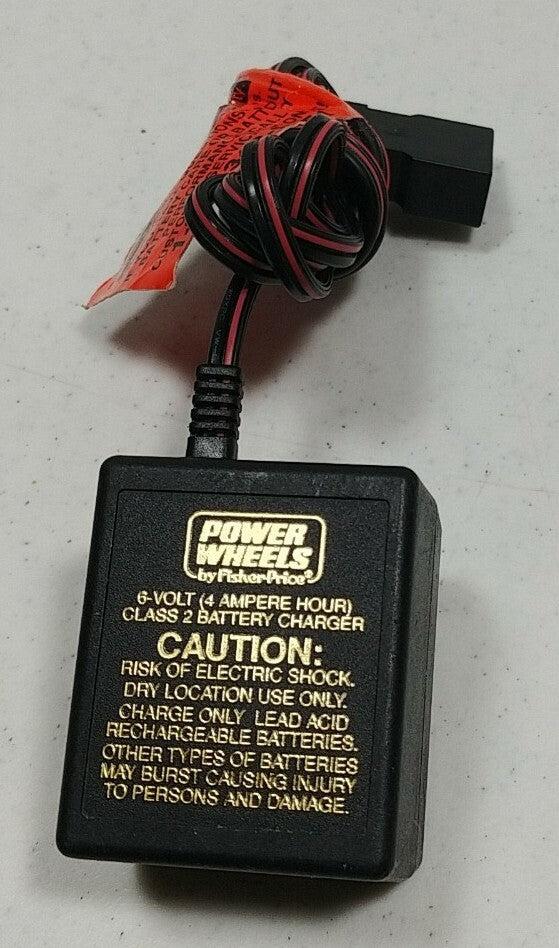 POWER
WHEELS
by Fisher-Price®
6-VOLT (4 AMPERE HOUR)
CLASS 2 BATTERY CHARGER
CAUTION:
RISK OF ELECTRIC SHOCK.
DRY LOCATION USE ONLY.
CHARGE ONLY LEAD ACID
RECHARGEABLE BATTERIES.
OTHER TYPES OF BATTERIES
MAY BURST CAUSING INJURY
TO PERSONS AND DAMAGE.